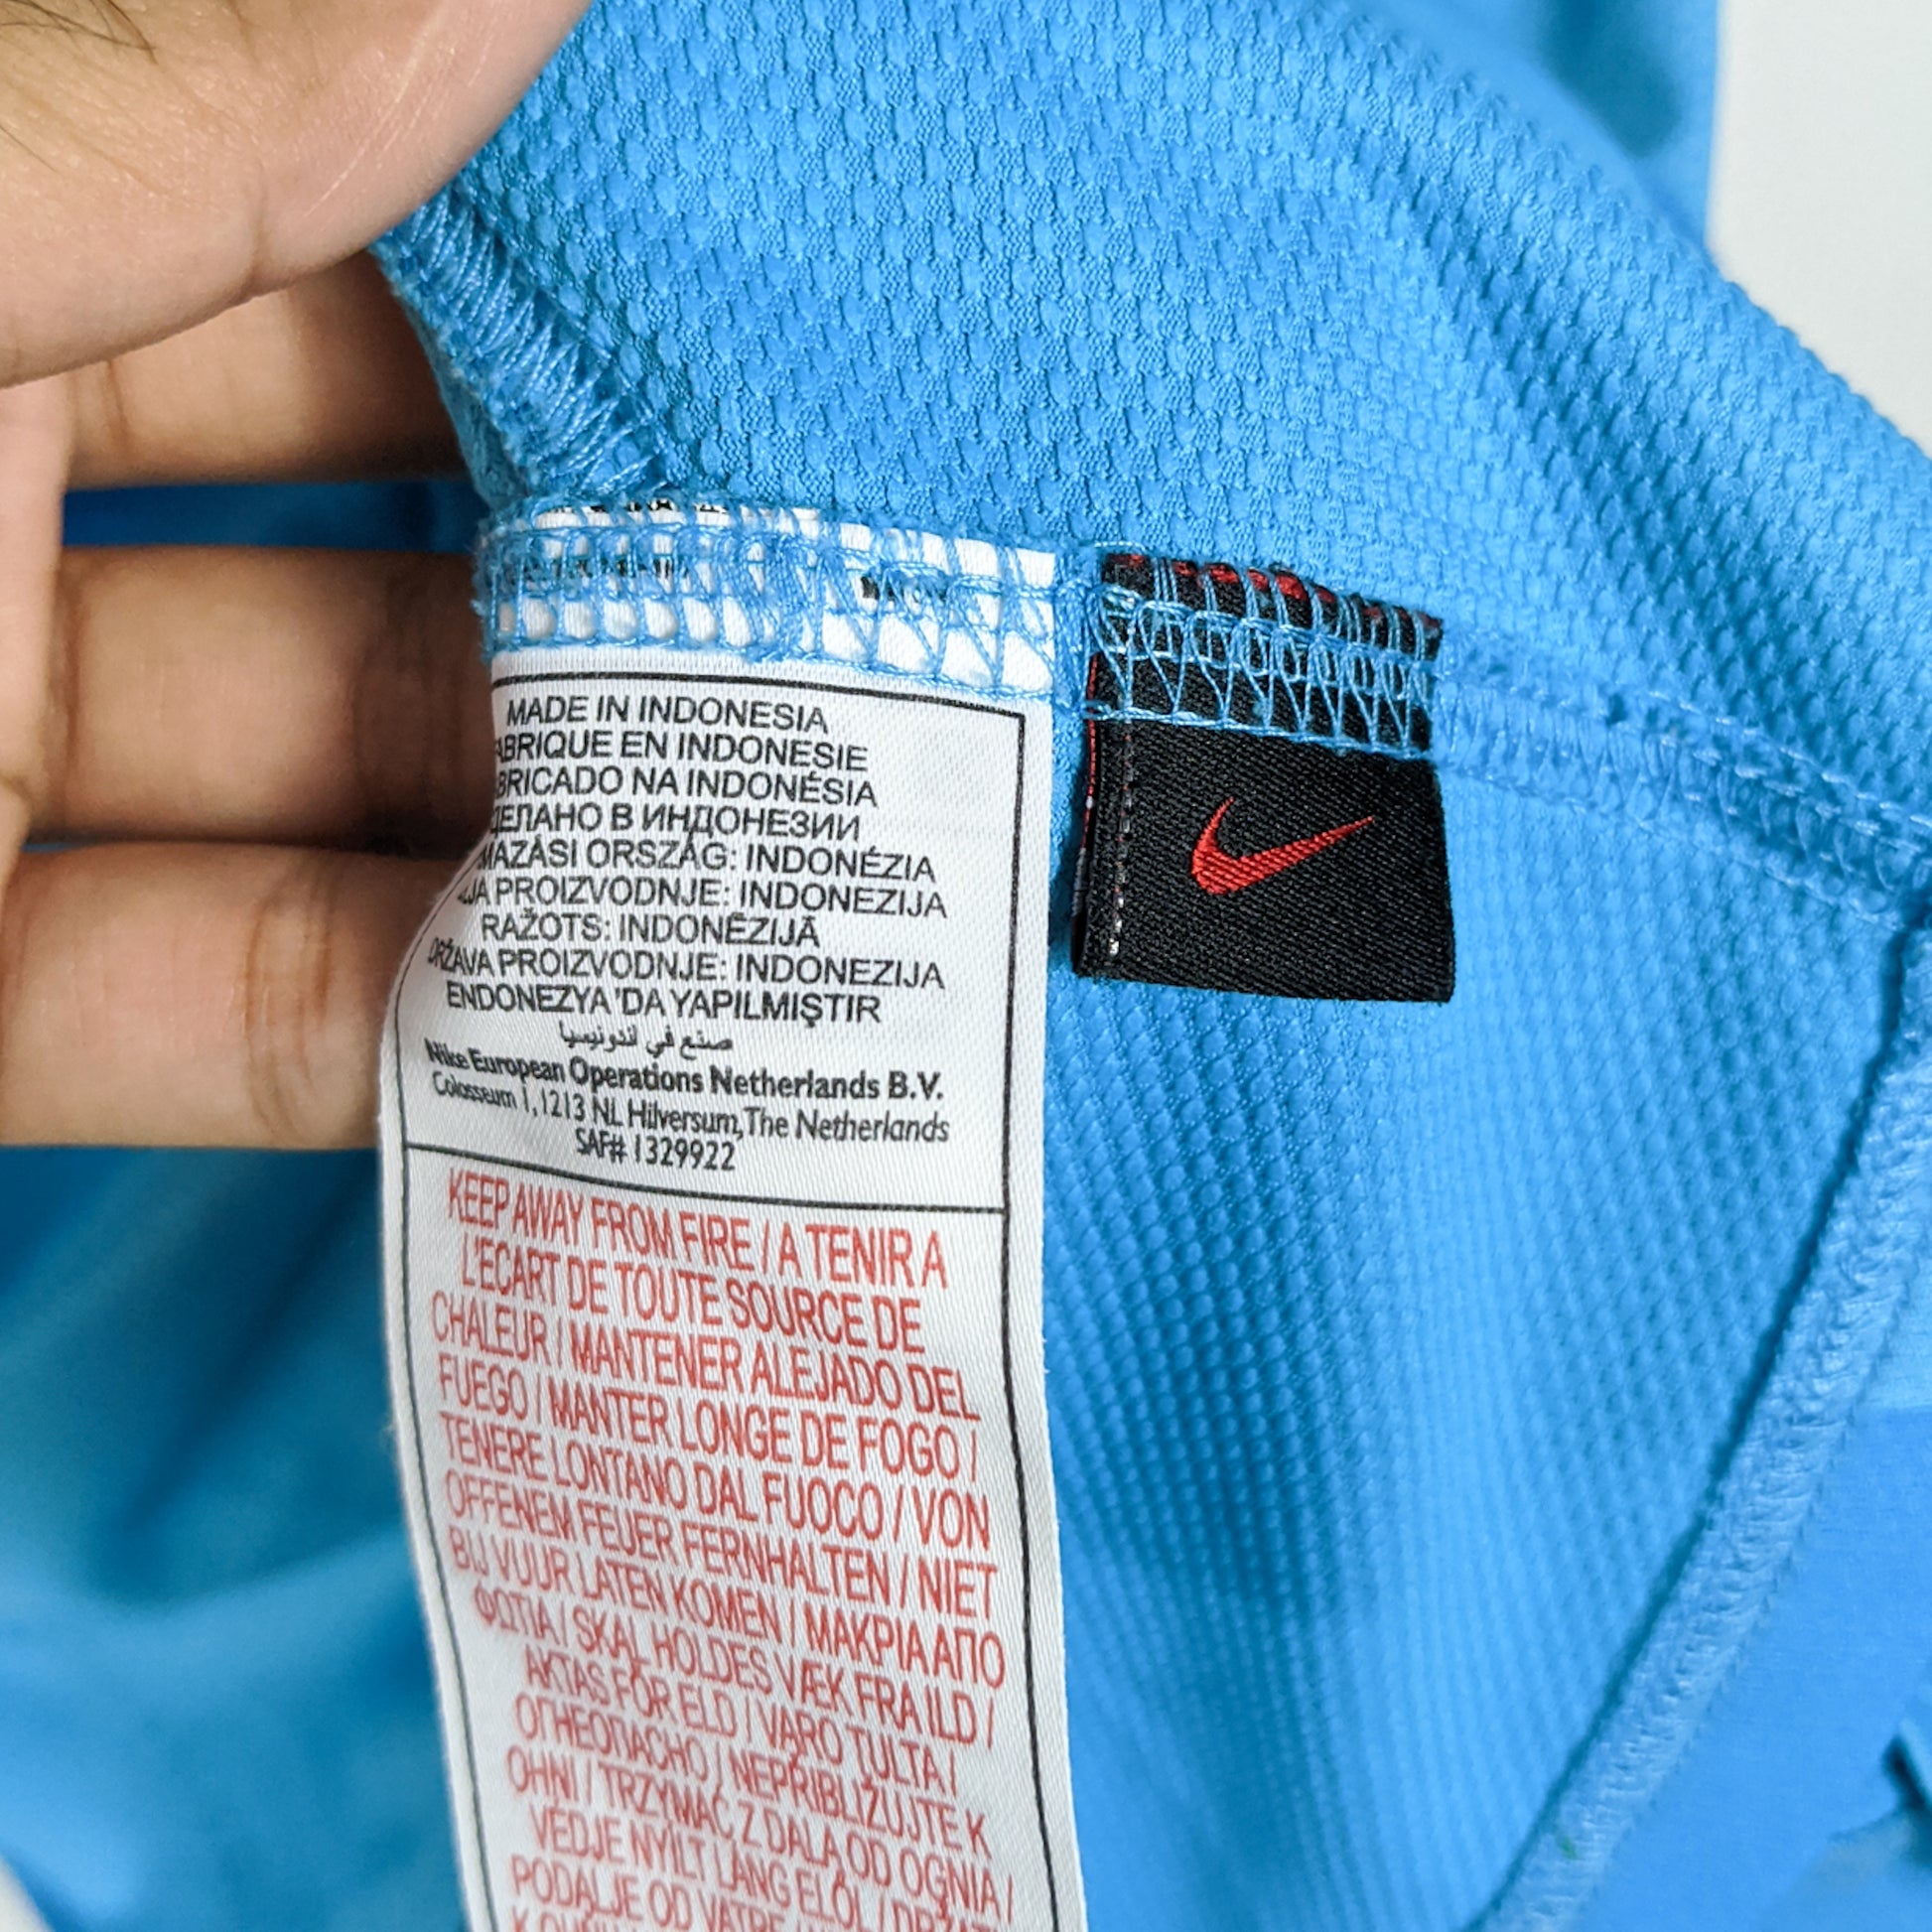 MADE IN INDONESIA
ABRIQUE EN INDONESIE
BRICADO NA INDONÉSIA
ДЕЛАНО В ИНДОНЕЗИИ
MAZÁSI ORSZÁG: INDONÉZIA
LJA PROIZVODNJE: INDONEZIJA
RAŽOTS: INDONĒZIJĀ
DRŽAVA PROIZVODNJE: INDONEZIJA
ENDONEZYA 'DA YAPILMIŞTIR
صنع في اندونيسيا
Nike European Operations Netherlands B.V.
Colosseum 1, 1213 NL Hilversum, The Netherlands
SAF# 1329922
KEEP AWAY FROM FIRE / A TENIR A
L'ECART DE TOUTE SOURCE DE
CHALEUR / MANTENER ALEJADO DEL
FUEGO / MANTER LONGE DE FOGO /
TENERE LONTANO DAL FUOCO / VON
OFFENEM FEUER FERNHALTEN / NIET
BIJ VUUR LATEN KOMEN / ΜΑΚΡΙΑ ΑΠΟ
ΦΩΤΙΑ / SKAL HOLDES VÆK FRA ILD /
AKTAS FÖR ELD / VARO TULTA /
ОГНЕОПАСНО / NEPŘIBLIŽUJTE K
OHNI / TRZYMAĆ Z DALA OD OGNIA /
VÉDJE NYÍLT LÁNG ELŐL / DRŽAT
PODALJE OD VATRE